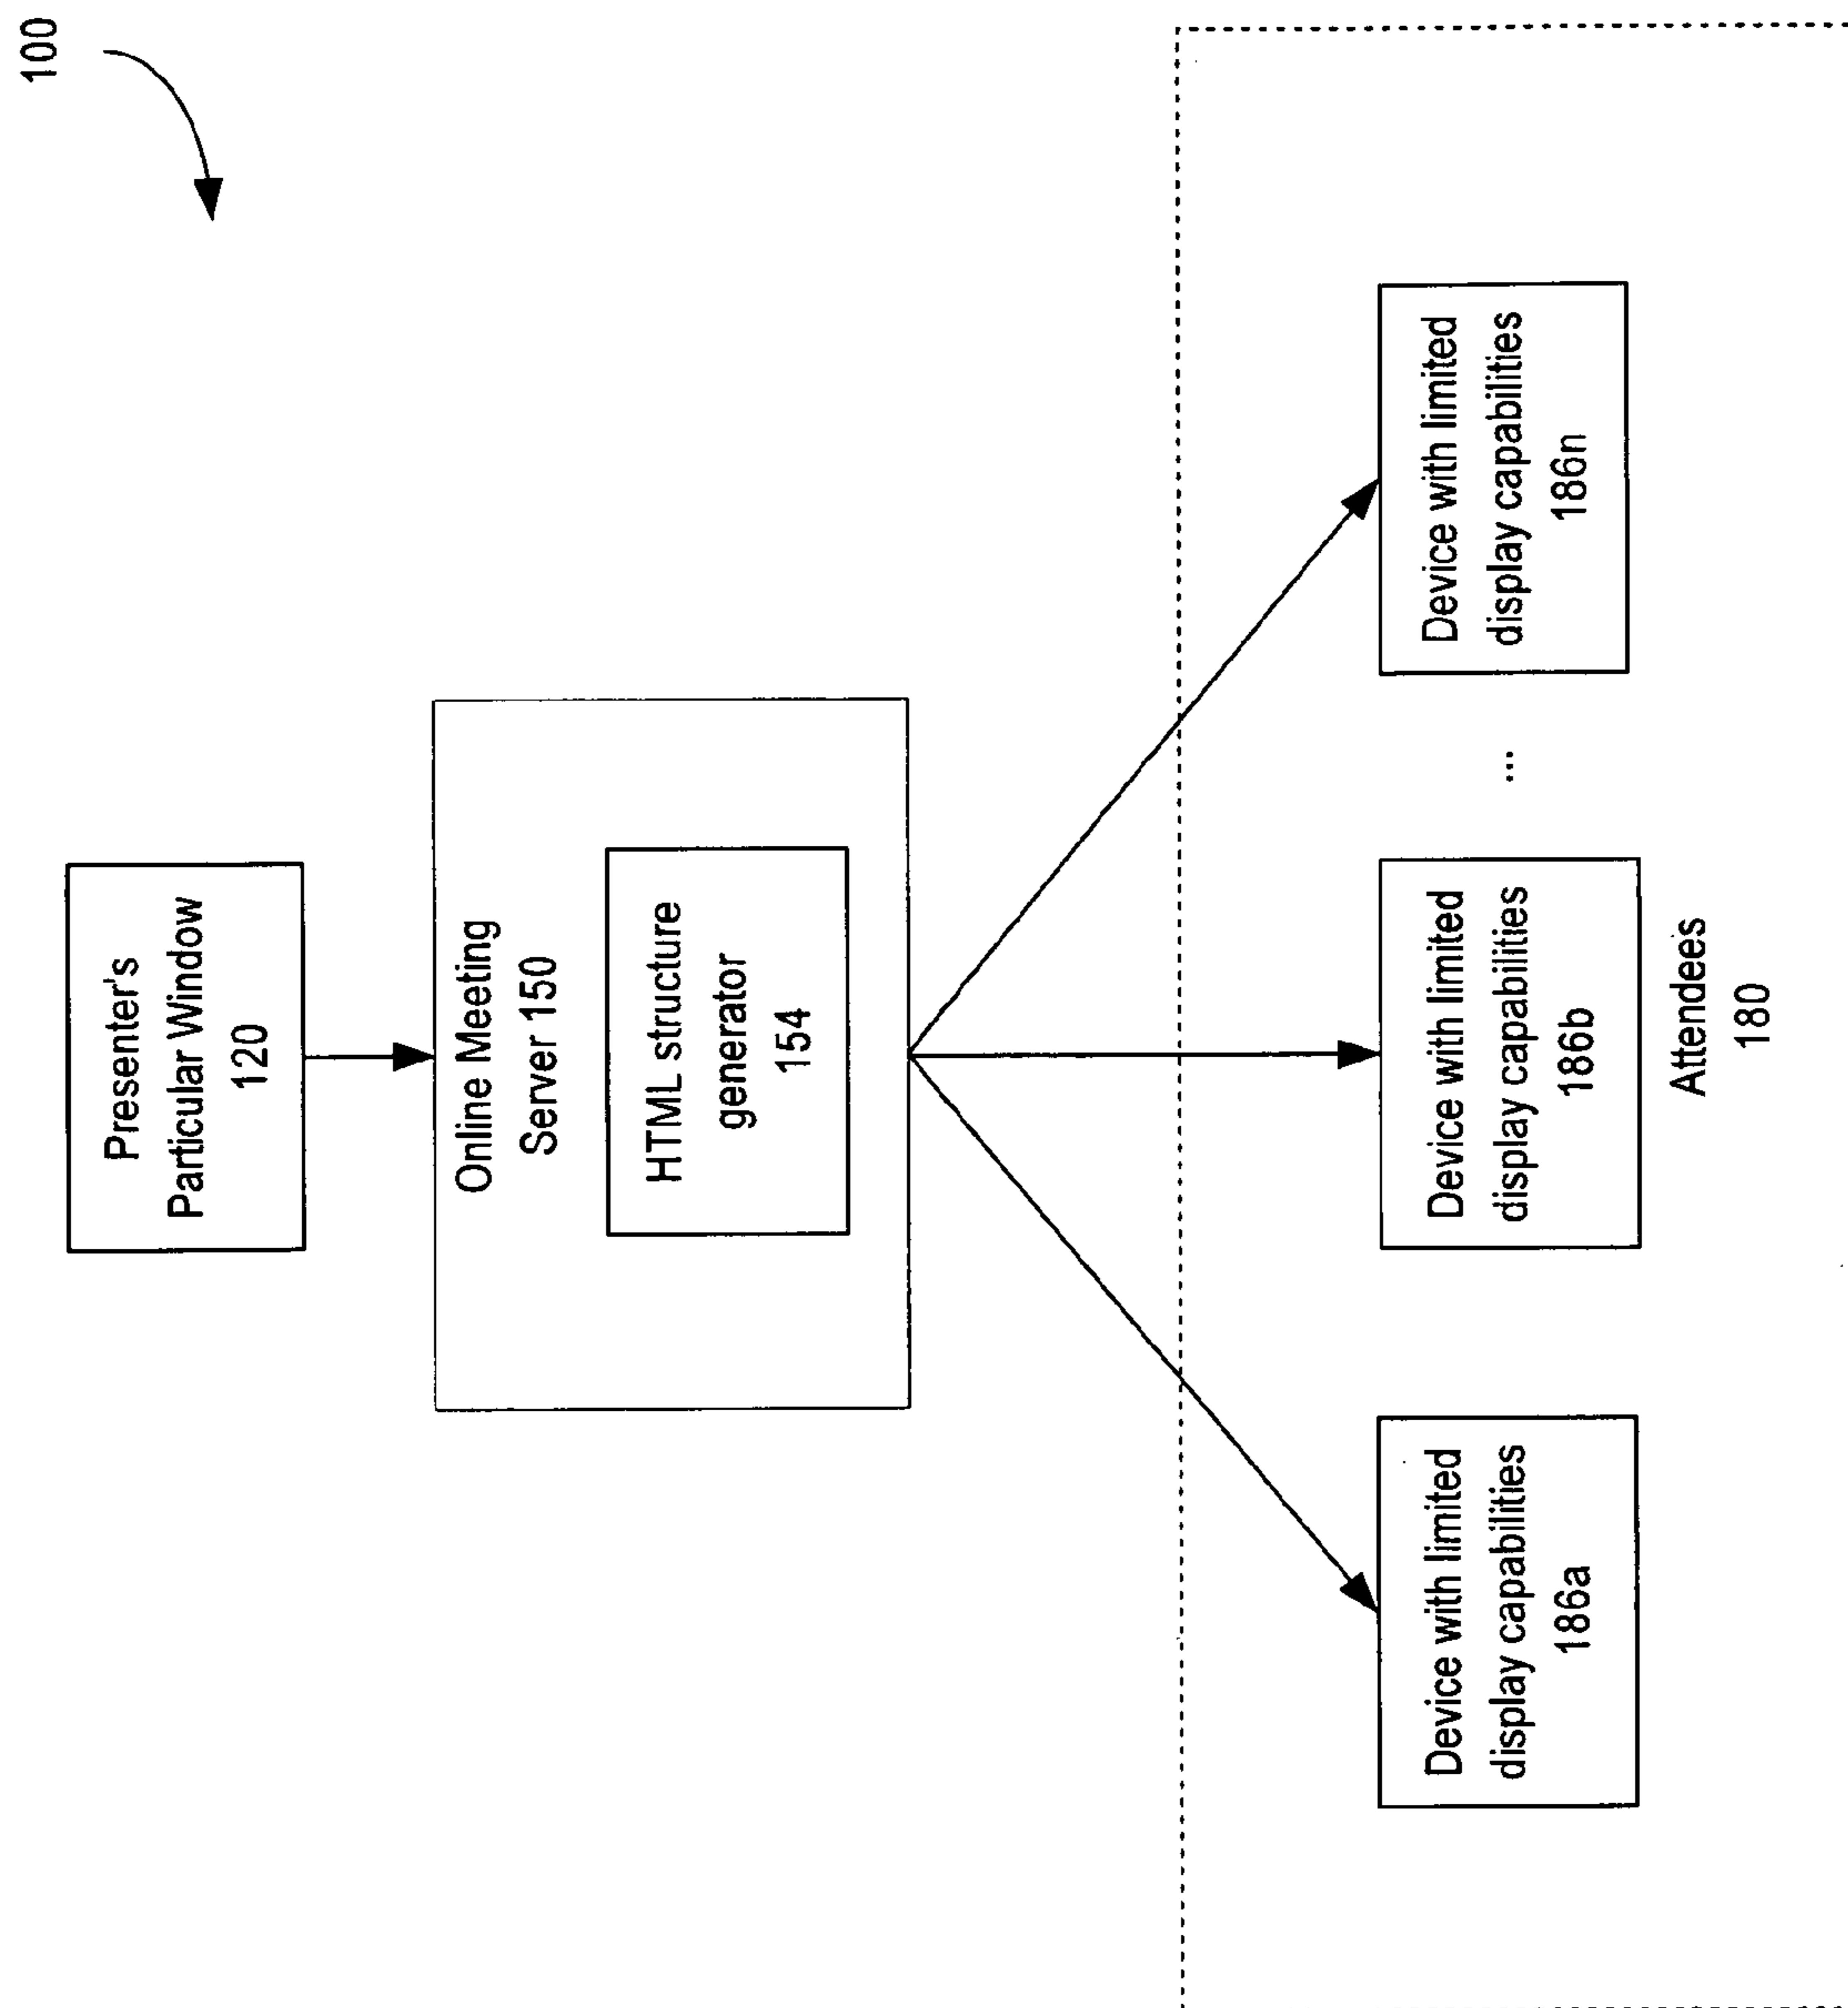 100
Presenter's
Particular Window
120
Online Meeting
Server 150
HTML structure
generator
154
Device with limited
display capabilities
186a
Device with limited
display capabilities
186b
...
Device with limited
display capabilities
186n
Attendees
180